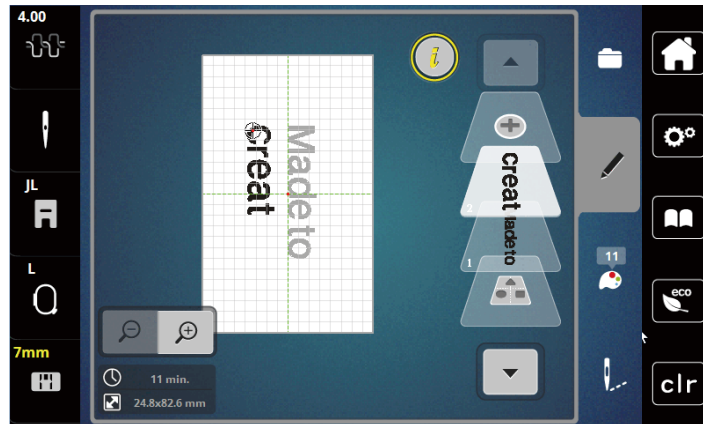 4.00
JL
L
7mm
Made to
Creat
i
creat
2
Made to
1
11
11 min.
24.8x82.6 mm
eco
clr